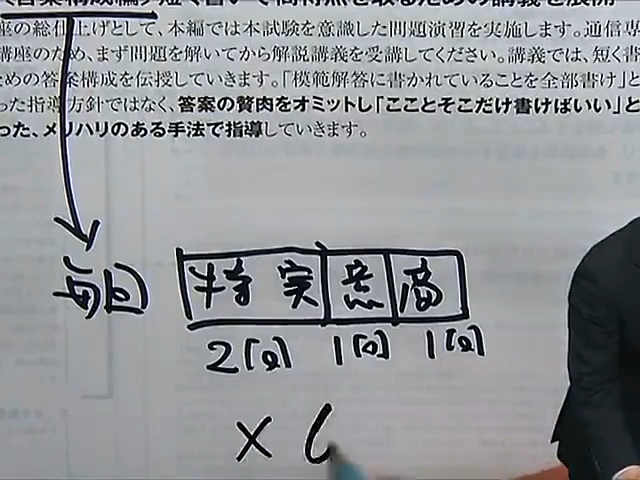 座の総仕上げとして、本編では本試験を意識した問題演習を実施します。通信専
講座のため、まず問題を解いてから解説講義を受講してください。講義では、短く書
ための答案構成を伝授していきます。「模範解答に書かれていることを全部書け」と
った指導方針ではなく、答案の贅肉をオミットし「こことそこだけ書けばいい」と
った、メリハリのある手法で指導していきます。
毎回 特実 意 商
2[Q] 1[Q] 1[Q]
×